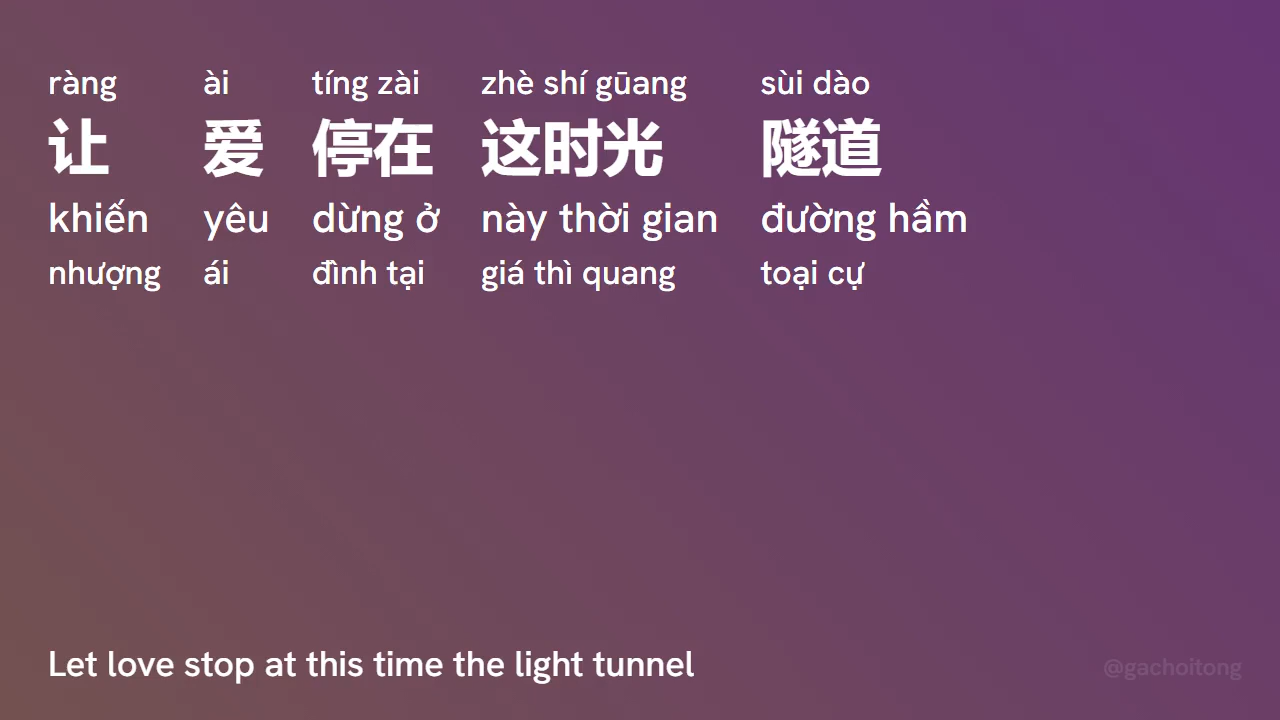 ràng ài tíng zài zhè shí gūang sùi dào
让 爱 停在 这时光 隧道
khiến yêu dừng ở này thời gian đường hầm
nhượng ái đình tại giá thì quang toại cự
Let love stop at this time the light tunnel
@gachoitong